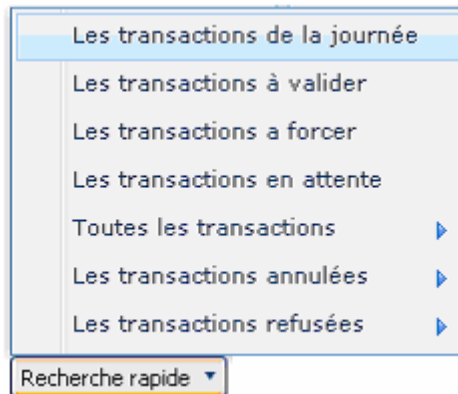 Les transactions de la journée
Les transactions à valider
Les transactions a forcer
Les transactions en attente
Toutes les transactions
Les transactions annulées
Les transactions refusées
Recherche rapide